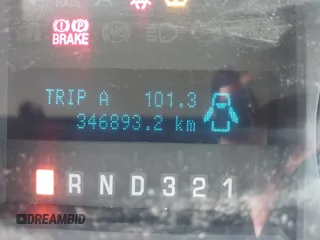 BRAKE
TRIP A 101.3
346893.2 km
R N D 3 2 1
DREAMBID